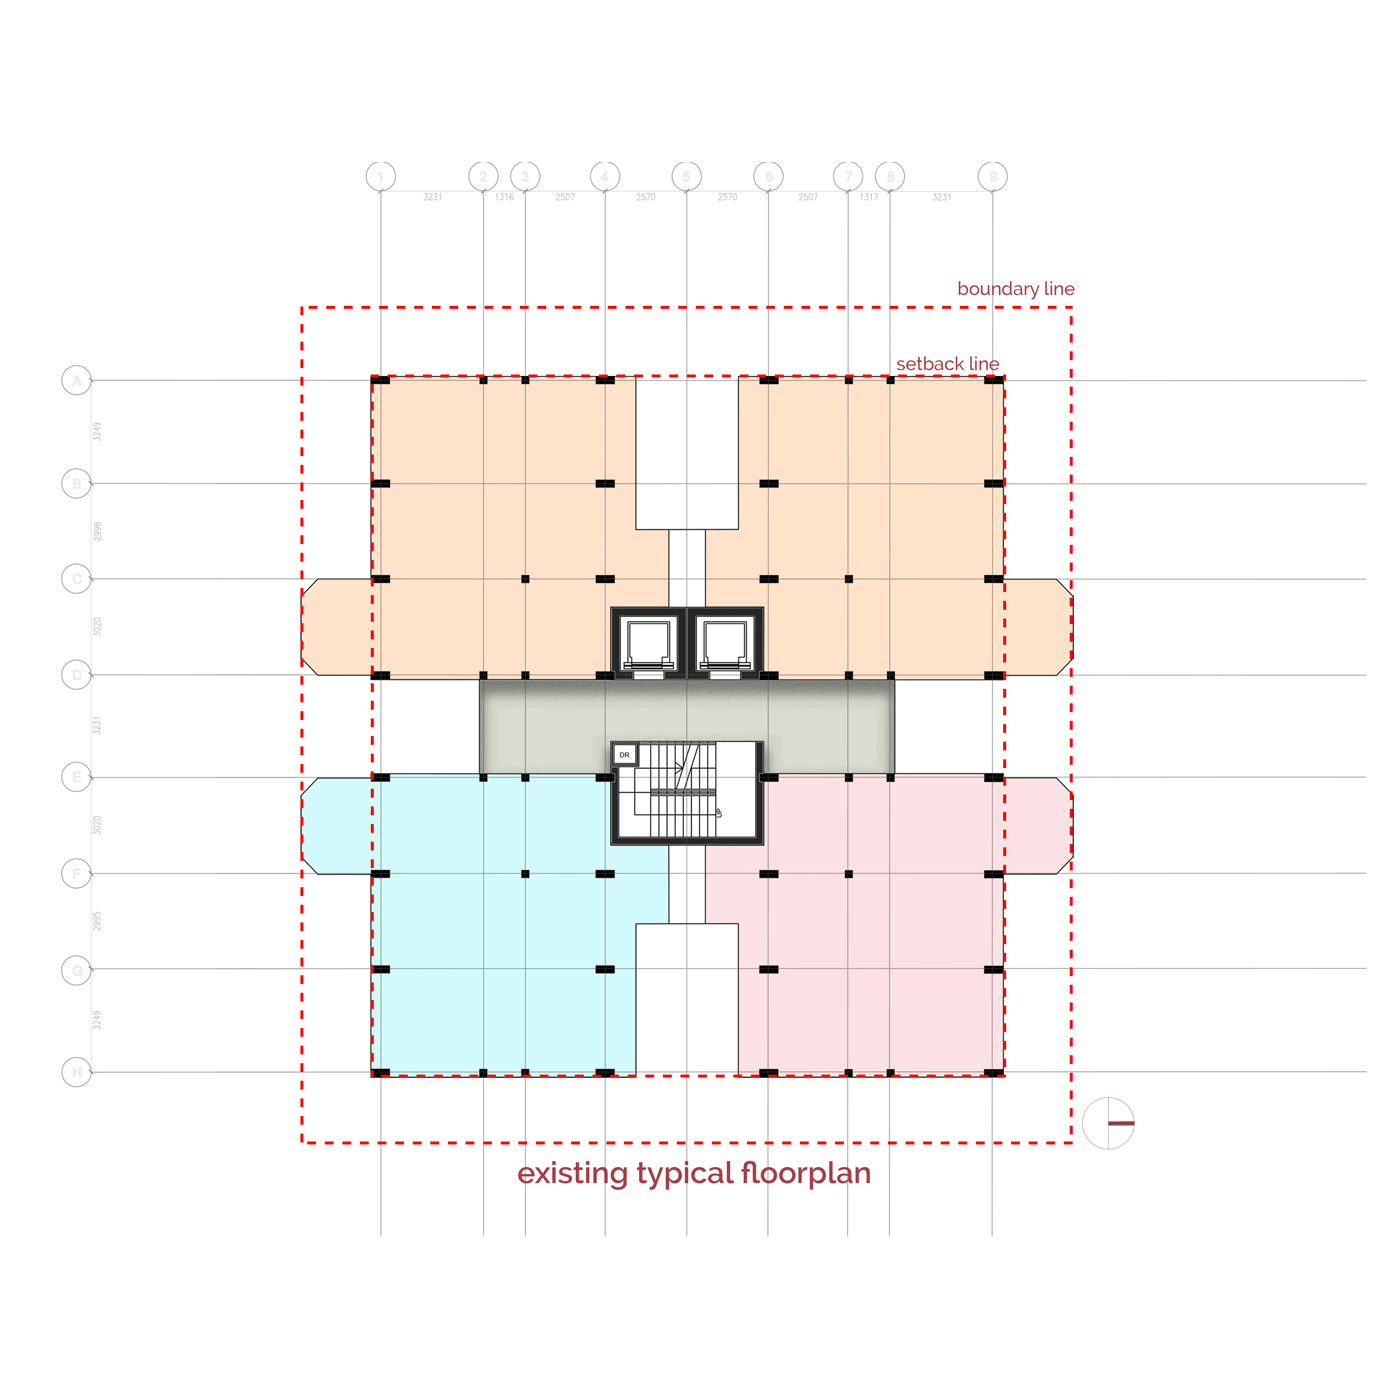 1 2 3 4 5 6 7 8 9
3231 1316 2507 2570 2570 2507 1317 3231
boundary line
setback line
A
3249
B
2996
C
3020
D
3231
DR
E
UP
3020
F
2995
G
3249
H
existing typical floorplan